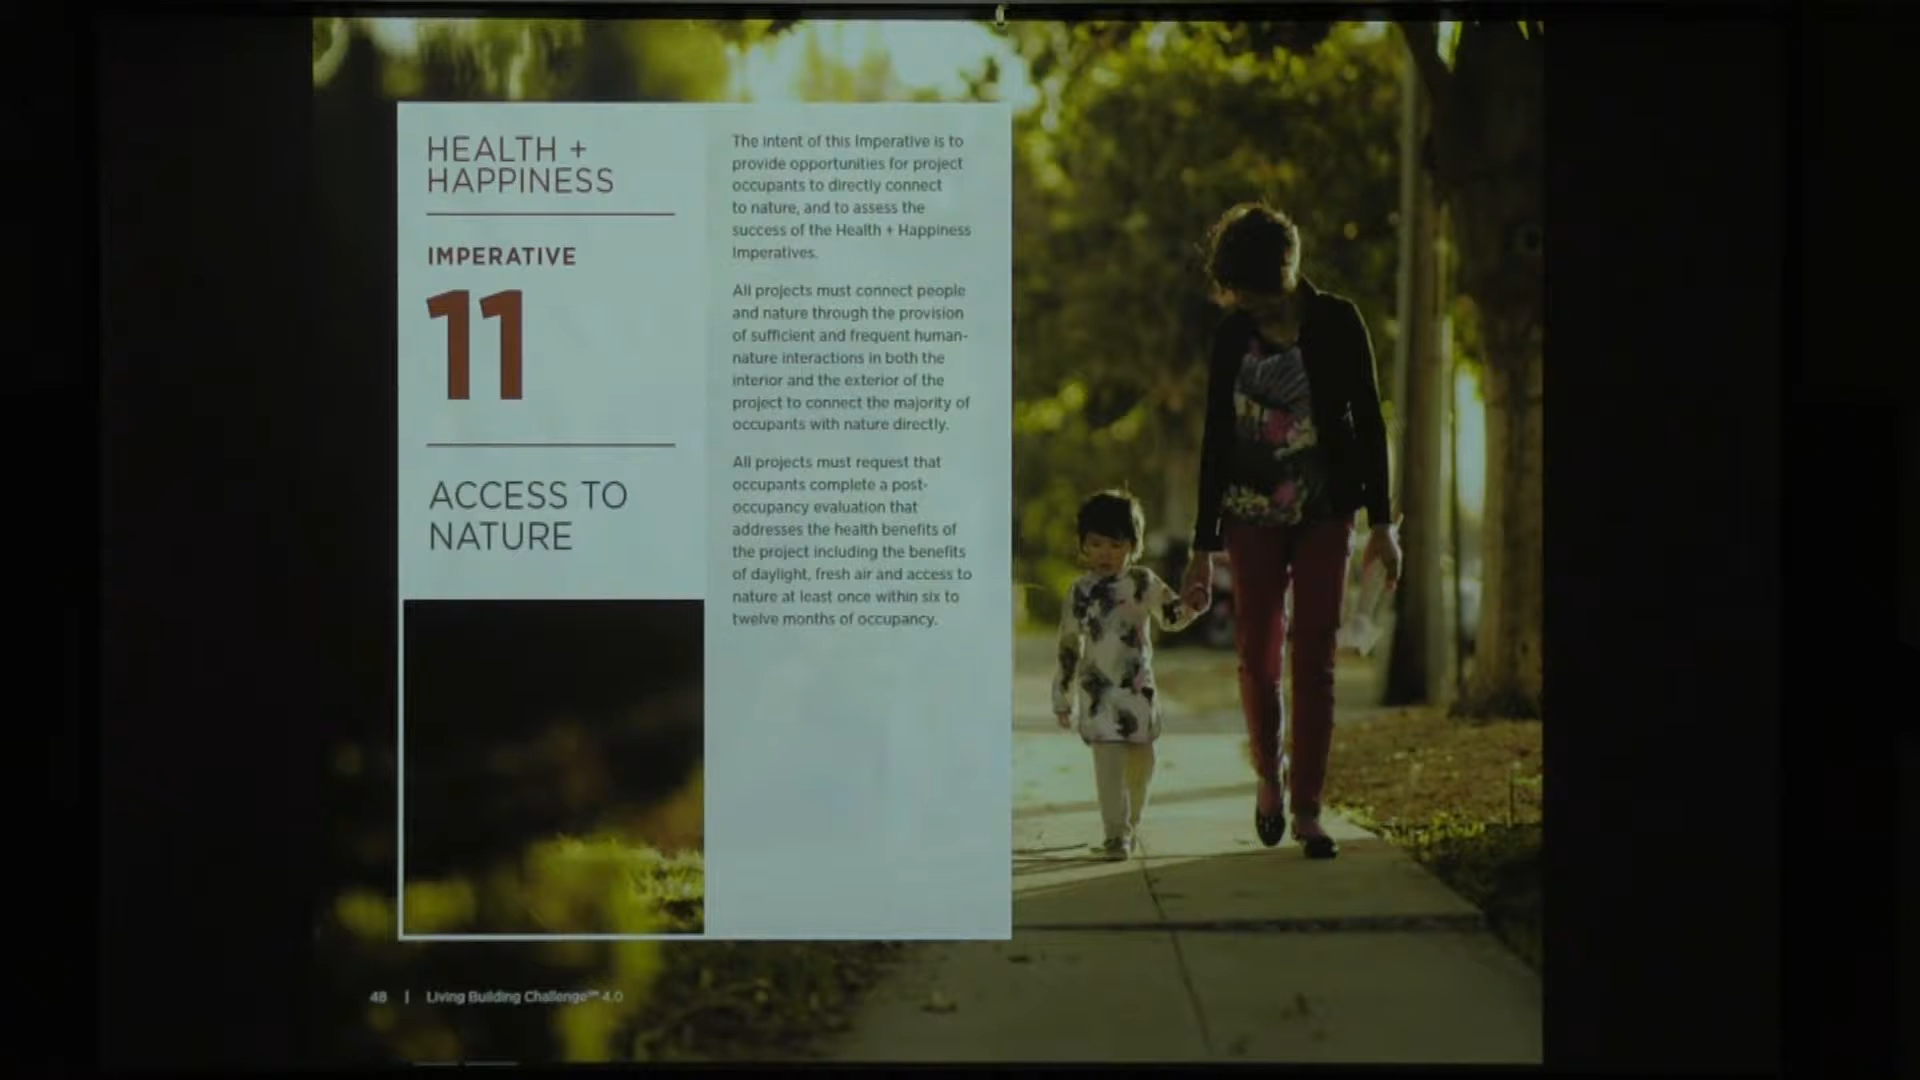 HEALTH +
HAPPINESS
IMPERATIVE
11
ACCESS TO
NATURE
The intent of this Imperative is to
provide opportunities for project
occupants to directly connect
to nature, and to assess the
success of the Health + Happiness
Imperatives.
All projects must connect people
and nature through the provision
of sufficient and frequent human-
nature interactions in both the
interior and the exterior of the
project to connect the majority of
occupants with nature directly.
All projects must request that
occupants complete a post-
occupancy evaluation that
addresses the health benefits of
the project including the benefits
of daylight, fresh air and access to
nature at least once within six to
twelve months of occupancy.
48 | Living Building Challenge℠ 4.0